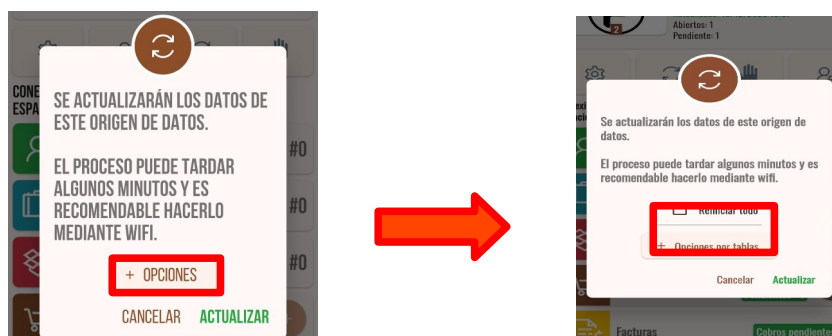 CONE
ESPA
SE ACTUALIZARÁN LOS DATOS DE
ESTE ORIGEN DE DATOS.
EL PROCESO PUEDE TARDAR
ALGUNOS MINUTOS Y ES
RECOMENDABLE HACERLO
MEDIANTE WIFI.
+ OPCIONES
CANCELAR ACTUALIZAR
#0
#0
#0
2
Abiertos: 1
Pendiente: 1
Se actualizarán los datos de este origen de
datos.
El proceso puede tardar algunos minutos y es
recomendable hacerlo mediante wifi.
Reiniciar todo
+ Opciones por tablas
Cancelar Actualizar
Facturas
Cobros pendientes